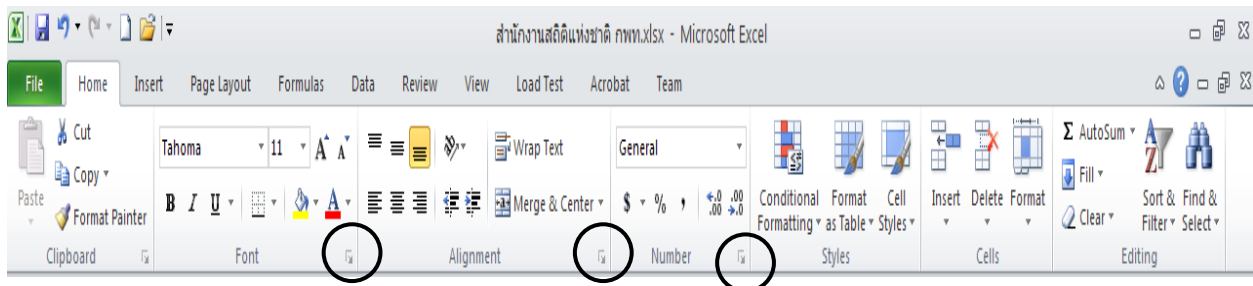 สำนักงานสถิติแห่งชาติ กพท.xlsx - Microsoft Excel
File Home Insert Page Layout Formulas Data Review View Load Test Acrobat Team
Cut
Copy
Format Painter
Paste
Clipboard
Tahoma 11
B I U A
Font
Wrap Text
Merge & Center
Alignment
General
$ % , .0 .00 .00 .0
Number
Conditional Formatting
Format as Table
Cell Styles
Styles
Insert Delete Format
Cells
Σ AutoSum
Fill
Clear
Sort & Filter
Find & Select
Editing